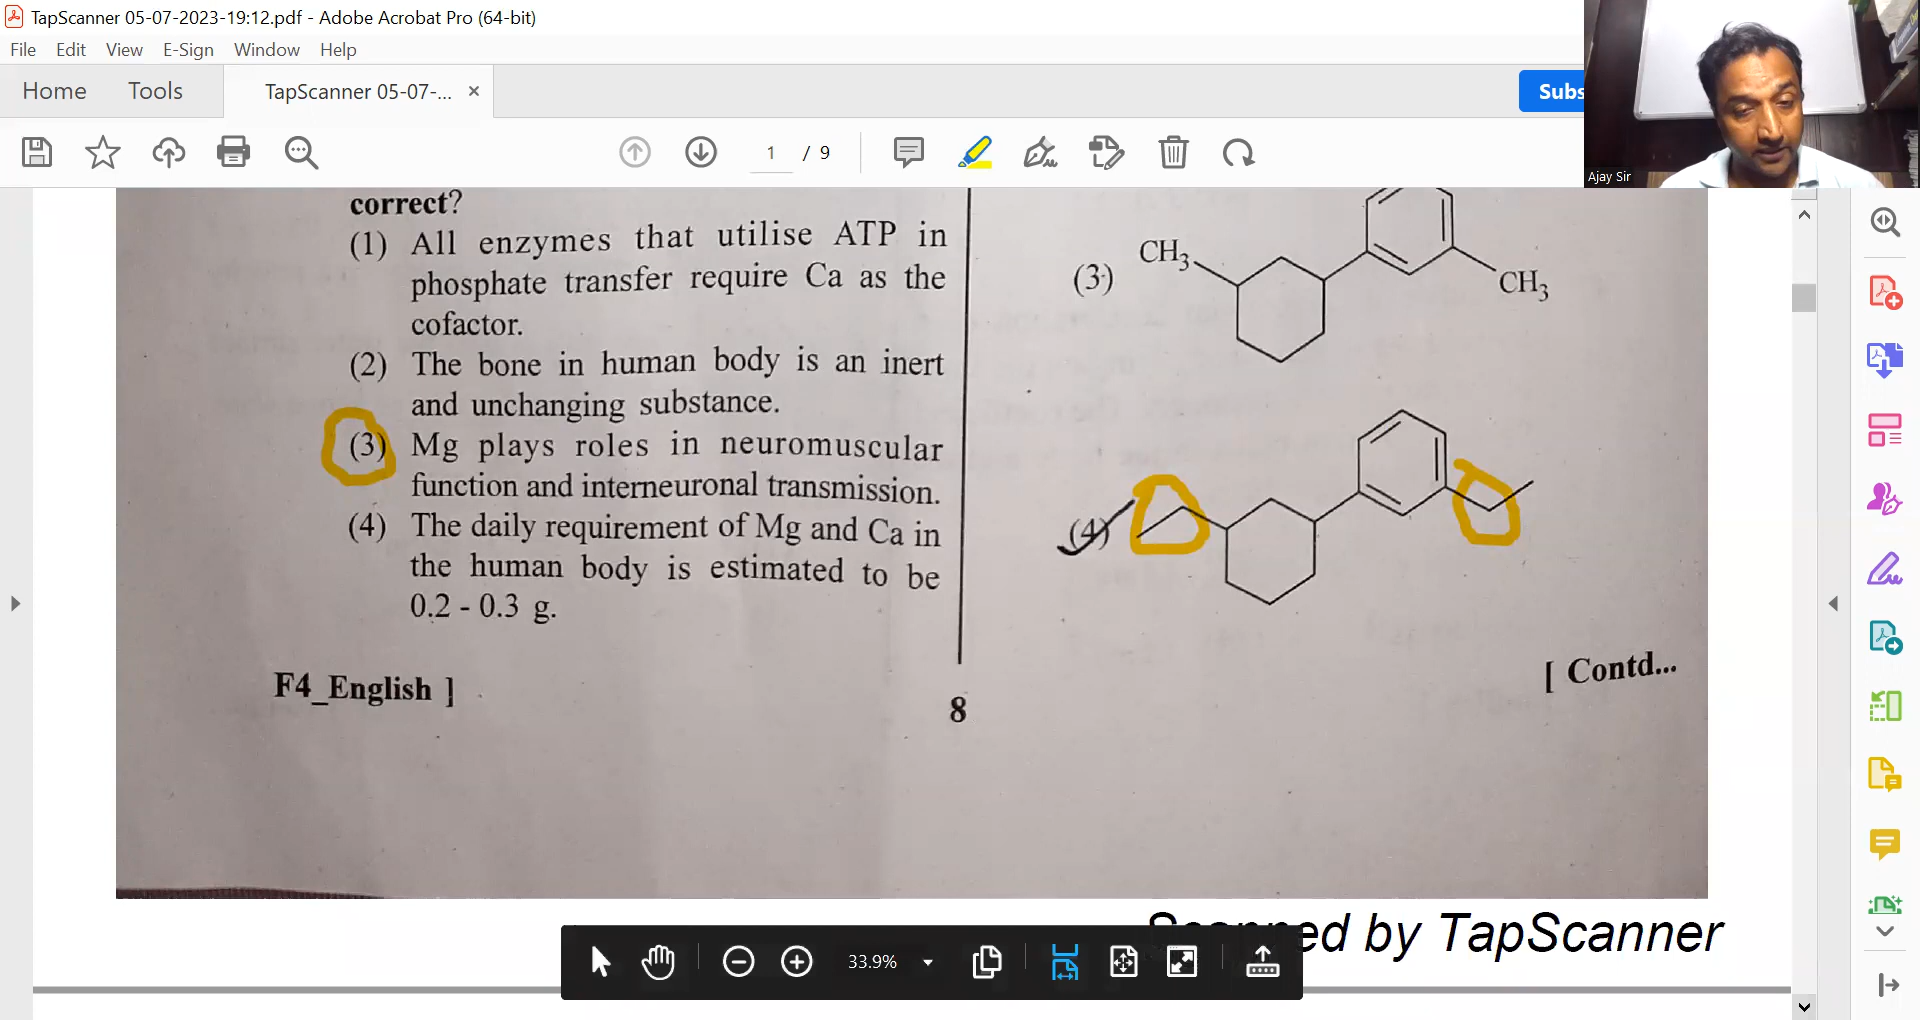 TapScanner 05-07-2023-19:12.pdf - Adobe Acrobat Pro (64-bit)
File Edit View E-Sign Window Help
Home Tools TapScanner 05-07-... ×
Subs
1 / 9
Ajay Sir
correct?
(1) All enzymes that utilise ATP in
phosphate transfer require Ca as the
cofactor.
(2) The bone in human body is an inert
and unchanging substance.
(3) Mg plays roles in neuromuscular
function and interneuronal transmission.
(4) The daily requirement of Mg and Ca in
the human body is estimated to be
0.2 - 0.3 g.
(3) CH3 CH3
(4)
F4_English ]
8
[ Contd...
Scanned by TapScanner
33.9%